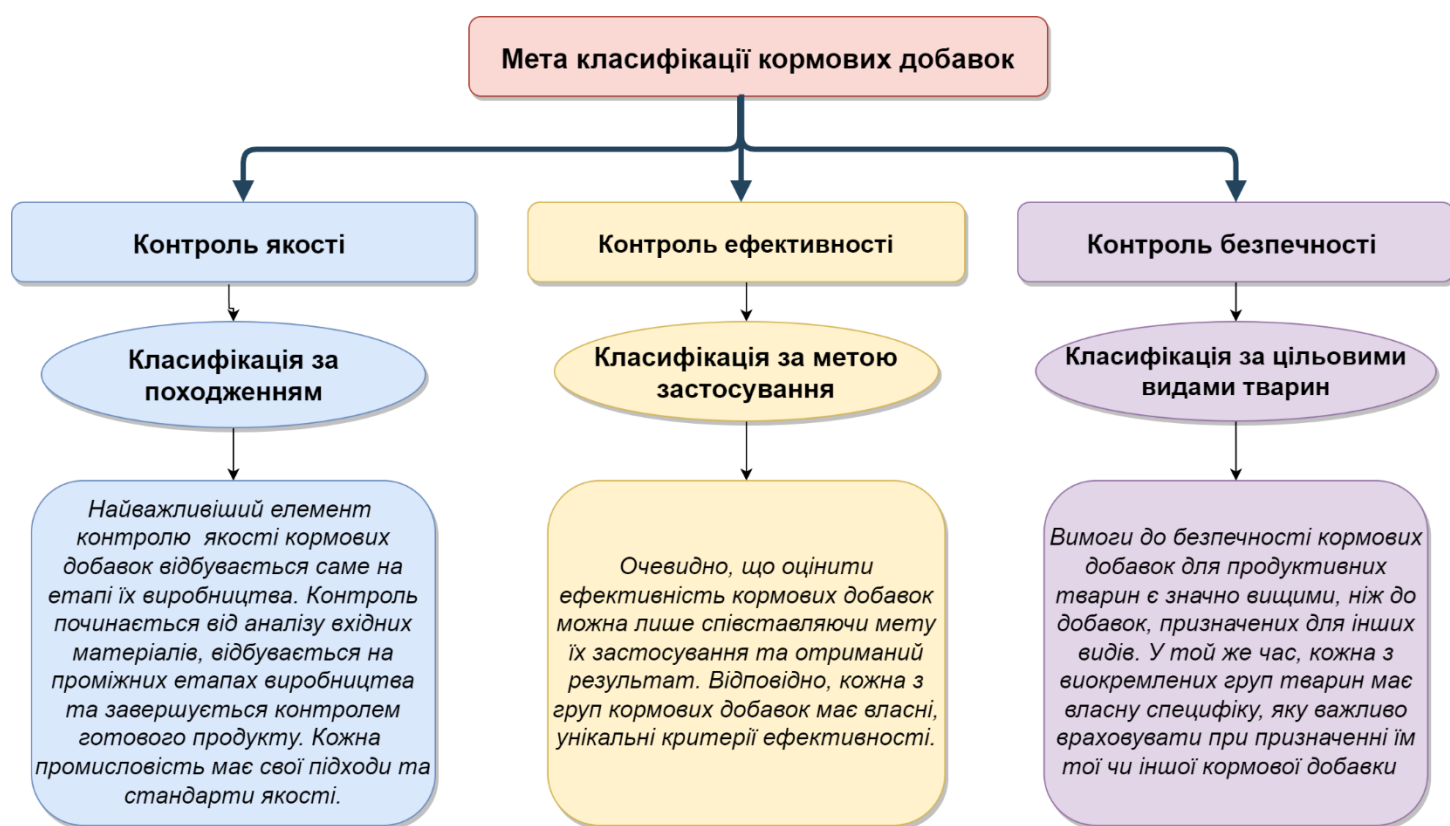 Мета класифікації кормових добавок
Контроль якості
Контроль ефективності
Контроль безпечності
Класифікація за
походженням
Класифікація за метою
застосування
Класифікація за цільовими
видами тварин
Найважливіший елемент
контролю  якості кормових
добавок відбувається саме на
етапі їх виробництва. Контроль
починається від аналізу вхідних
матеріалів, відбувається на
проміжних етапах виробництва
та завершується контролем
готового продукту. Кожна
промисловість має свої підходи та
стандарти якості.
Очевидно, що оцінити
ефективність кормових добавок
можна лише співставляючи мету
їх застосування та отриманий
результат. Відповідно, кожна з
груп кормових добавок має власні,
унікальні критерії ефективності.
Вимоги до безпечності кормових
добавок для продуктивних
тварин є значно вищими, ніж до
добавок, призначених для інших
видів. У той же час, кожна з
виокремлених груп тварин має
власну специфіку, яку важливо
враховувати при призначенні їм
тої чи іншої кормової добавки